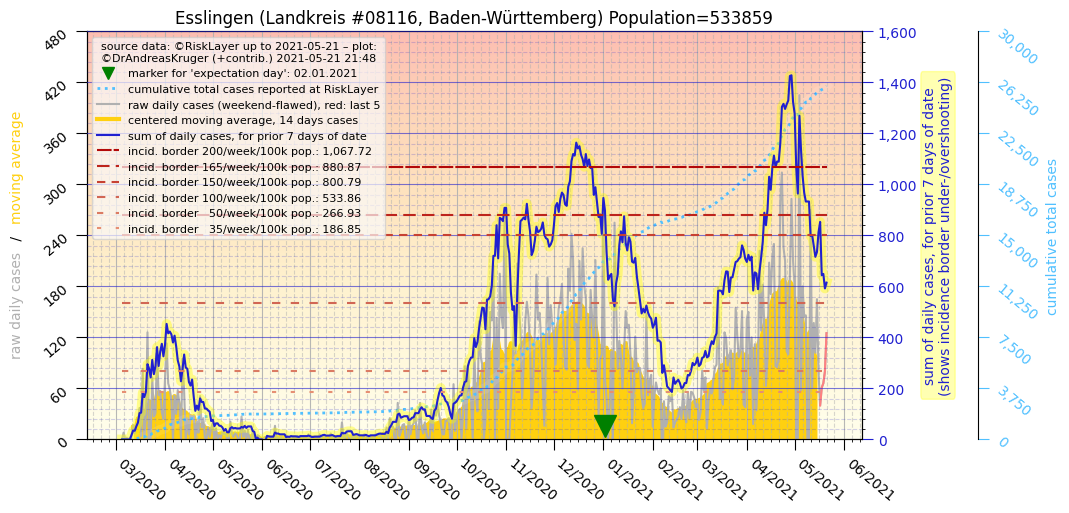 Esslingen (Landkreis #08116, Baden-Württemberg) Population=533859
source data: ©RiskLayer up to 2021-05-21 – plot:
©DrAndreasKruger (+contrib.) 2021-05-21 21:48
marker for 'expectation day': 02.01.2021
cumulative total cases reported at RiskLayer
raw daily cases (weekend-flawed), red: last 5
centered moving average, 14 days cases
sum of daily cases, for prior 7 days of date
incid. border 200/week/100k pop.: 1,067.72
incid. border 165/week/100k pop.: 880.87
incid. border 150/week/100k pop.: 800.79
incid. border 100/week/100k pop.: 533.86
incid. border 50/week/100k pop.: 266.93
incid. border 35/week/100k pop.: 186.85
raw daily cases / moving average
480
420
360
300
240
180
120
60
0
1,600
1,400
1,200
1,000
800
600
400
200
0
sum of daily cases, for prior 7 days of date
(shows incidence border under-/overshooting)
30,000
26,250
22,500
18,750
15,000
11,250
7,500
3,750
0
cumulative total cases
03/2020
04/2020
05/2020
06/2020
07/2020
08/2020
09/2020
10/2020
11/2020
12/2020
01/2021
02/2021
03/2021
04/2021
05/2021
06/2021